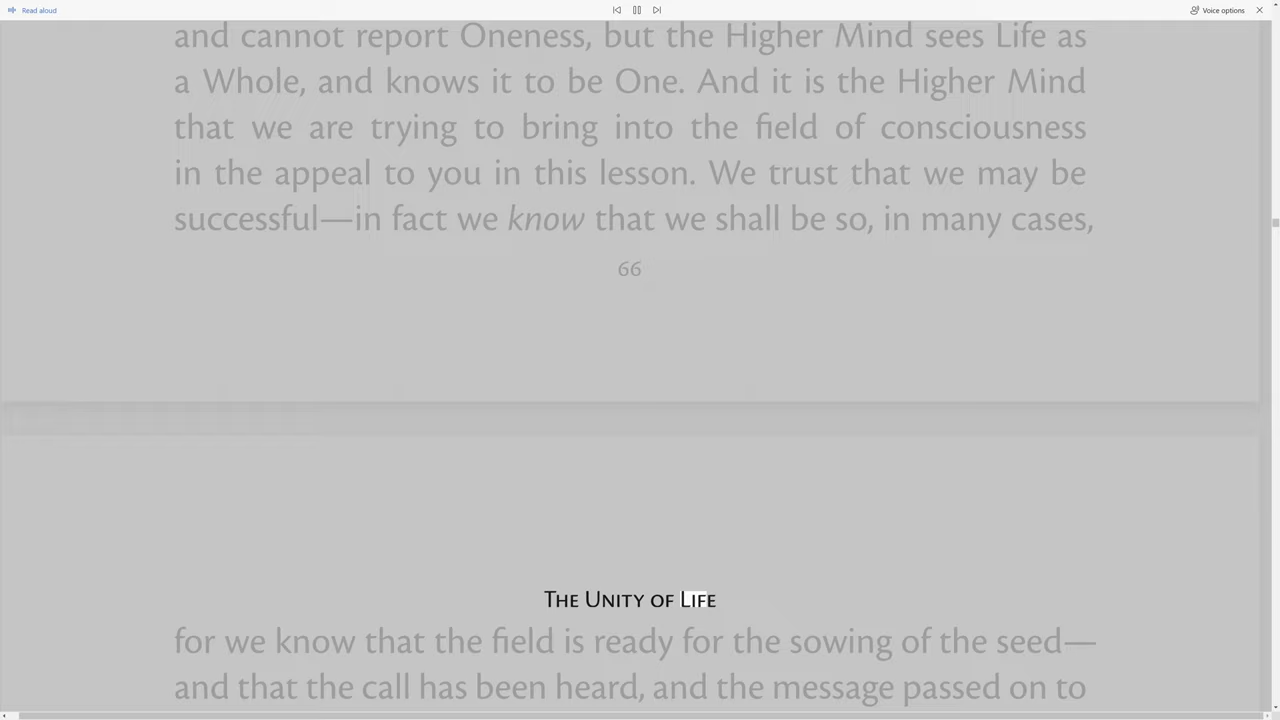 Read aloud
Voice options
and cannot report Oneness, but the Higher Mind sees Life as
a Whole, and knows it to be One. And it is the Higher Mind
that we are trying to bring into the field of consciousness
in the appeal to you in this lesson. We trust that we may be
successful—in fact we know that we shall be so, in many cases,
66
The Unity of Life
for we know that the field is ready for the sowing of the seed—
and that the call has been heard, and the message passed on to